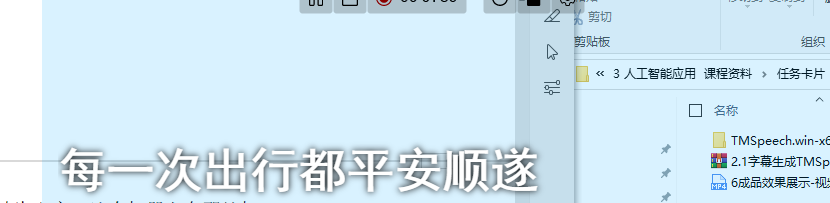 剪切
剪贴板
组织
« 3 人工智能应用 课程资料 › 任务卡片
名称
TMSpeech.win-x6
2.1字幕生成TMSp
6成品效果展示-视
每一次出行都平安顺遂